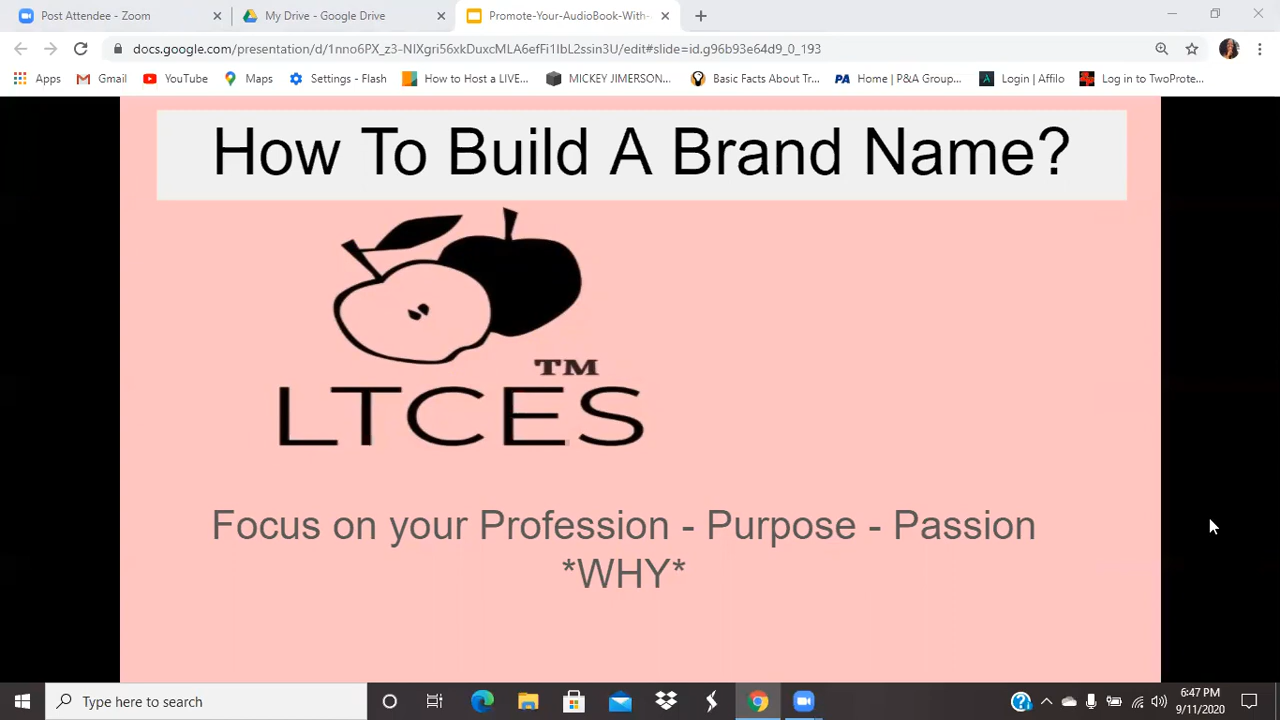 Post Attendee - Zoom
My Drive - Google Drive
Promote-Your-AudioBook-With-
docs.google.com/presentation/d/1nno6PX_z3-NIXgri56xkDuxcMLA6efFi1IbL2ssin3U/edit#slide=id.g96b93e64d9_0_193
Apps
Gmail
YouTube
Maps
Settings - Flash
How to Host a LIVE...
MICKEY JIMERSON...
Basic Facts About Tr...
Home | P&A Group...
Login | Affilo
Log in to TwoProte...
How To Build A Brand Name?
TM
LTCES
Focus on your Profession - Purpose - Passion
*WHY*
Type here to search
6:47 PM
9/11/2020